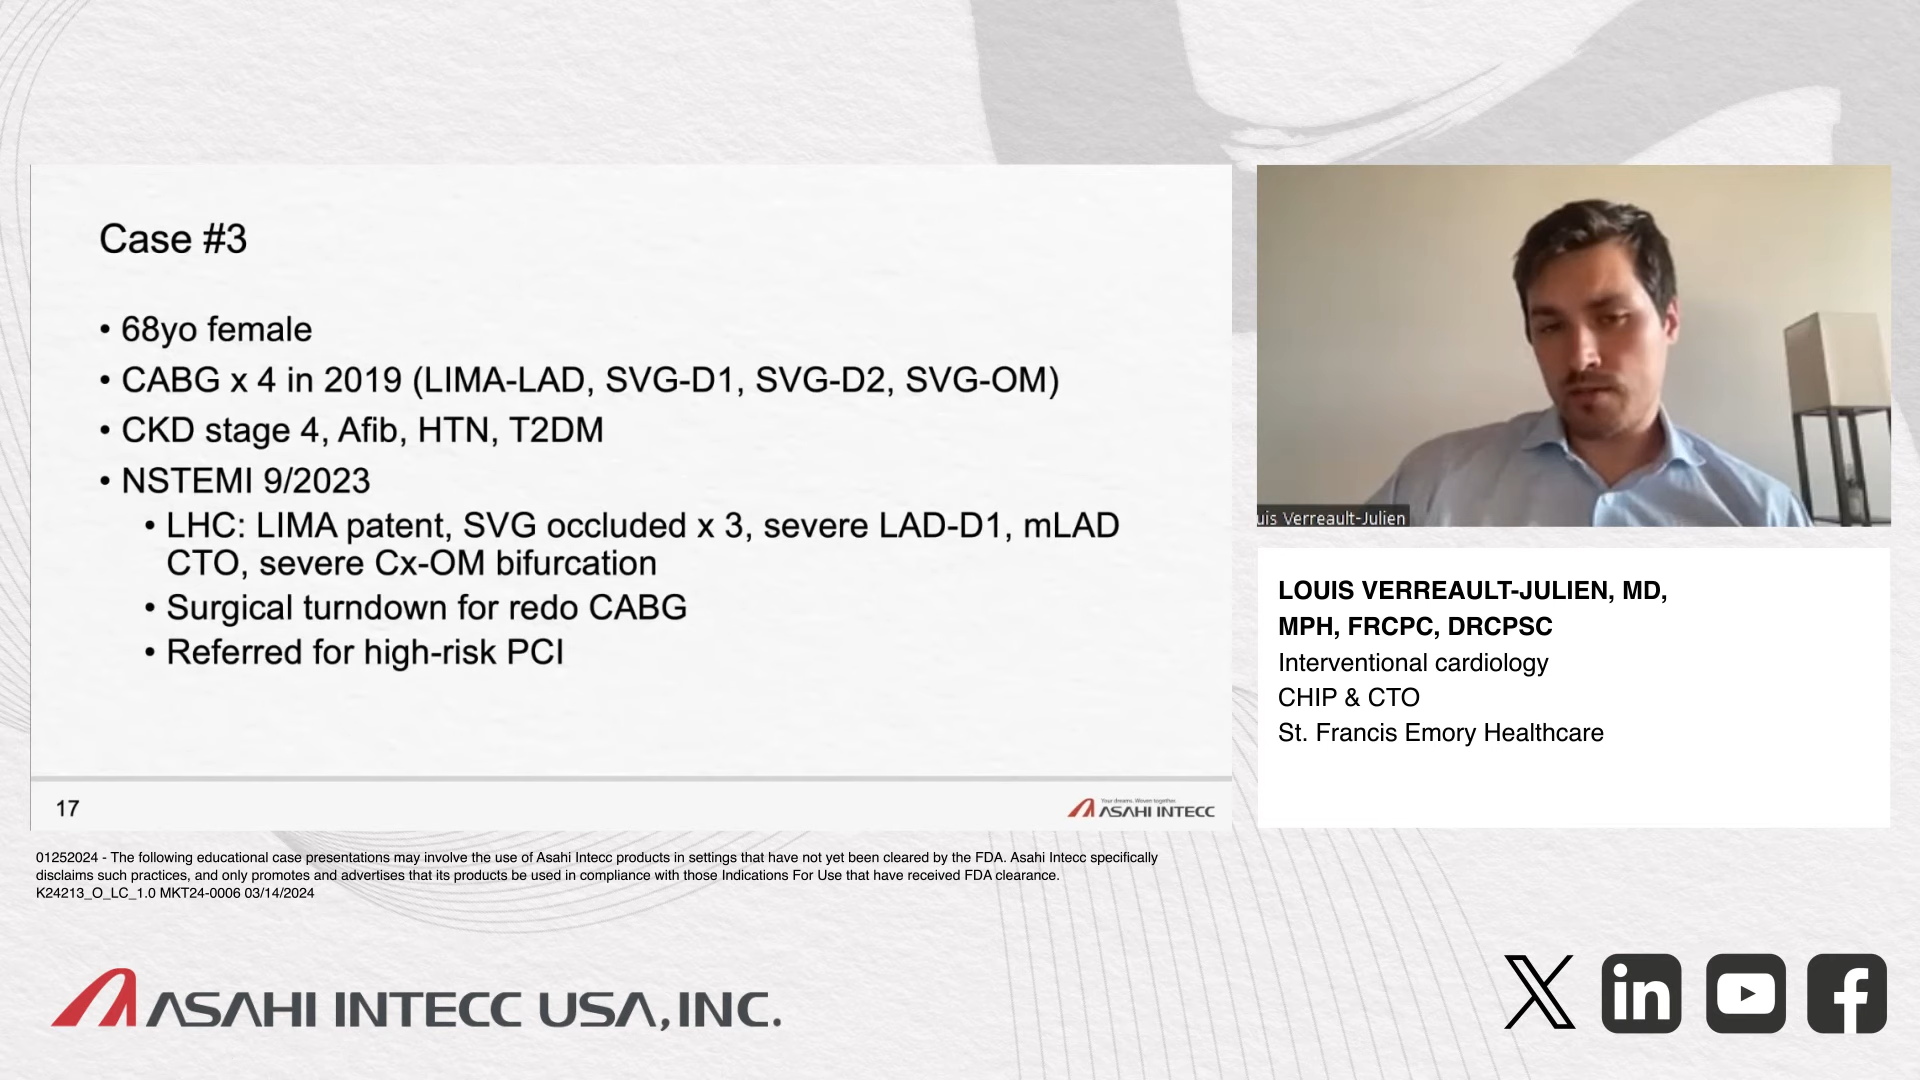 Case #3
• 68yo female
• CABG x 4 in 2019 (LIMA-LAD, SVG-D1, SVG-D2, SVG-OM)
• CKD stage 4, Afib, HTN, T2DM
• NSTEMI 9/2023
• LHC: LIMA patent, SVG occluded x 3, severe LAD-D1, mLAD
CTO, severe Cx-OM bifurcation
• Surgical turndown for redo CABG
• Referred for high-risk PCI
17
Your dreams. Woven together.
ASAHI INTECC
uis Verreault-Julien
LOUIS VERREAULT-JULIEN, MD,
MPH, FRCPC, DRCPSC
Interventional cardiology
CHIP & CTO
St. Francis Emory Healthcare
01252024 - The following educational case presentations may involve the use of Asahi Intecc products in settings that have not yet been cleared by the FDA. Asahi Intecc specifically
disclaims such practices, and only promotes and advertises that its products be used in compliance with those Indications For Use that have received FDA clearance.
K24213_O_LC_1.0 MKT24-0006 03/14/2024
ASAHI INTECC USA, INC.